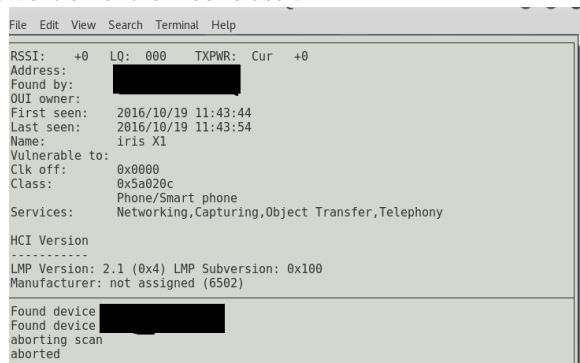 File Edit View Search Terminal Help
RSSI: +0 LQ: 000 TXPWR: Cur +0
Address:
Found by:
OUI owner:
First seen: 2016/10/19 11:43:44
Last seen: 2016/10/19 11:43:54
Name: iris X1
Vulnerable to:
Clk off: 0x0000
Class: 0x5a020c
Phone/Smart phone
Services: Networking,Capturing,Object Transfer,Telephony
HCI Version
-----------
LMP Version: 2.1 (0x4) LMP Subversion: 0x100
Manufacturer: not assigned (6502)
Found device
Found device
aborting scan
aborted